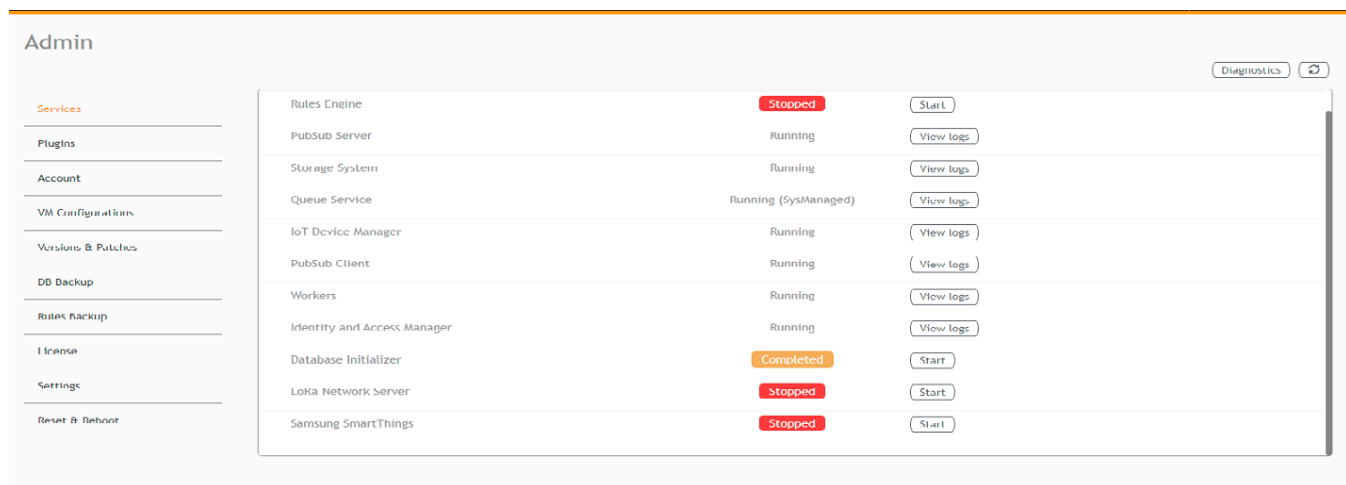 Admin
Diagnostics
Services
Plugins
Account
VM Configurations
Versions & Patches
DB Backup
Rules Backup
License
Settings
Reset & Reboot
Rules Engine Stopped Start
PubSub Server Running View logs
Storage System Running View logs
Queue Service Running (SysManaged) View logs
IoT Device Manager Running View logs
PubSub Client Running View logs
Workers Running View logs
Identity and Access Manager Running View logs
Database Initializer Completed Start
LoRa Network Server Stopped Start
Samsung SmartThings Stopped Start